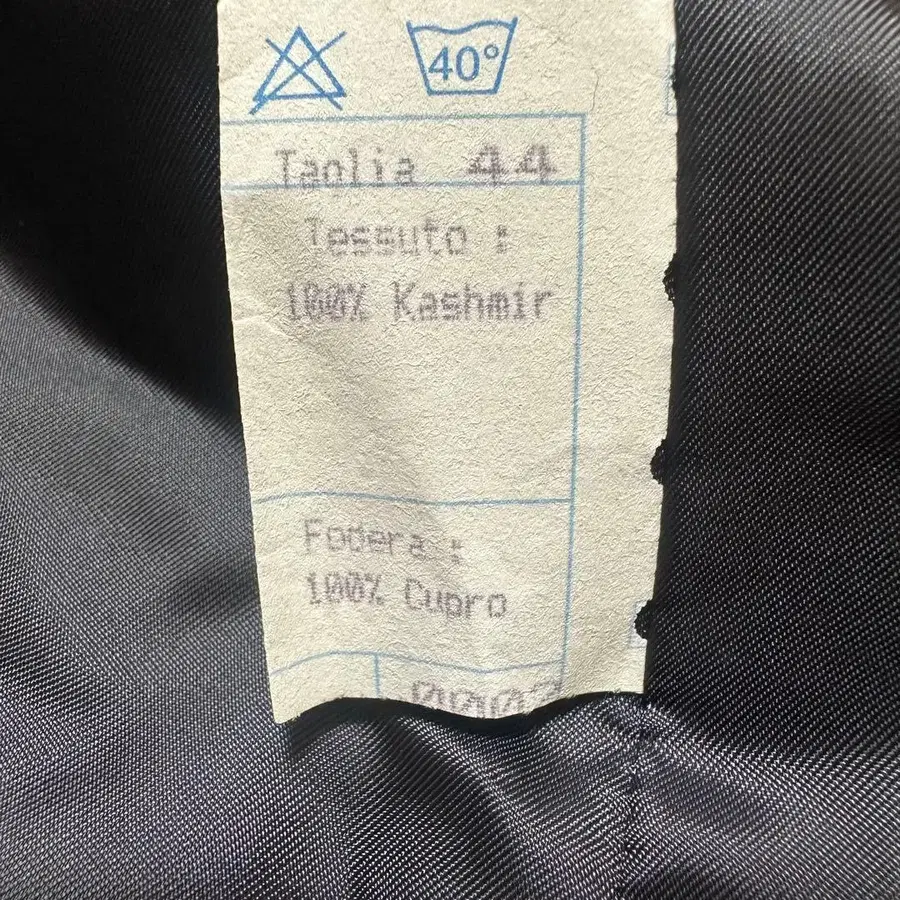 40°
Taglia 44
Tessuto :
100% Kashmir
Fodera :
100% Cupro